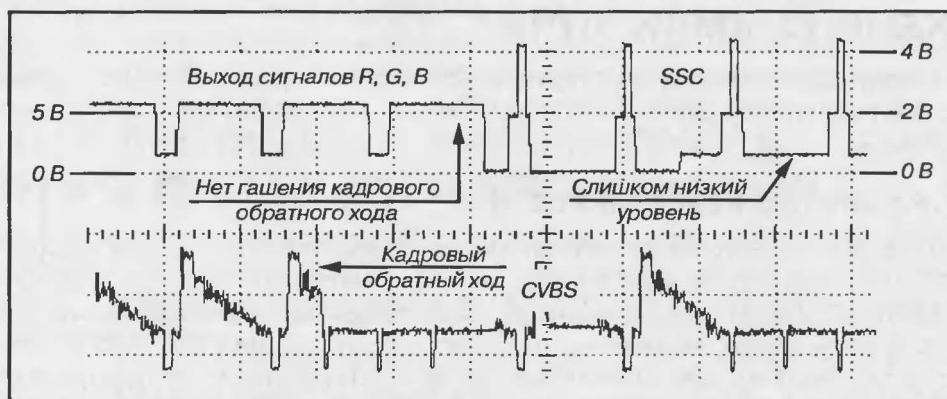 Выход сигналов R, G, B
SSC
4 В
5 В
2 В
0 В
0 В
Нет гашения кадрового
обратного хода
Слишком низкий
уровень
Кадровый
обратный ход
CVBS